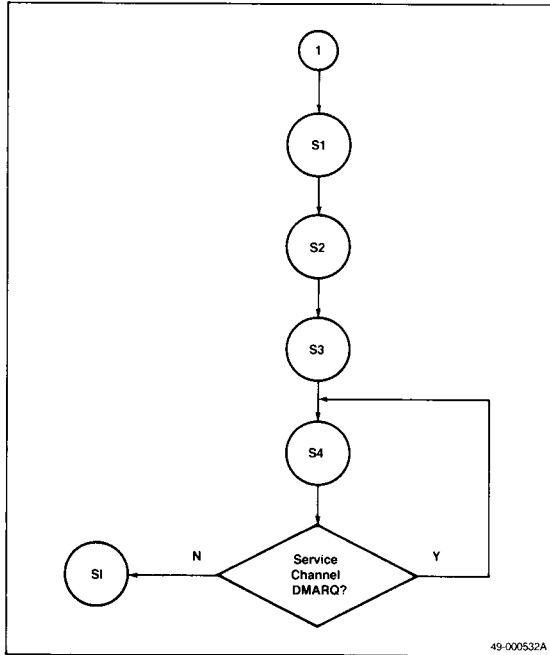 1
S1
S2
S3
S4
Service
Channel
DMARQ?
N
Y
SI
49-000532A